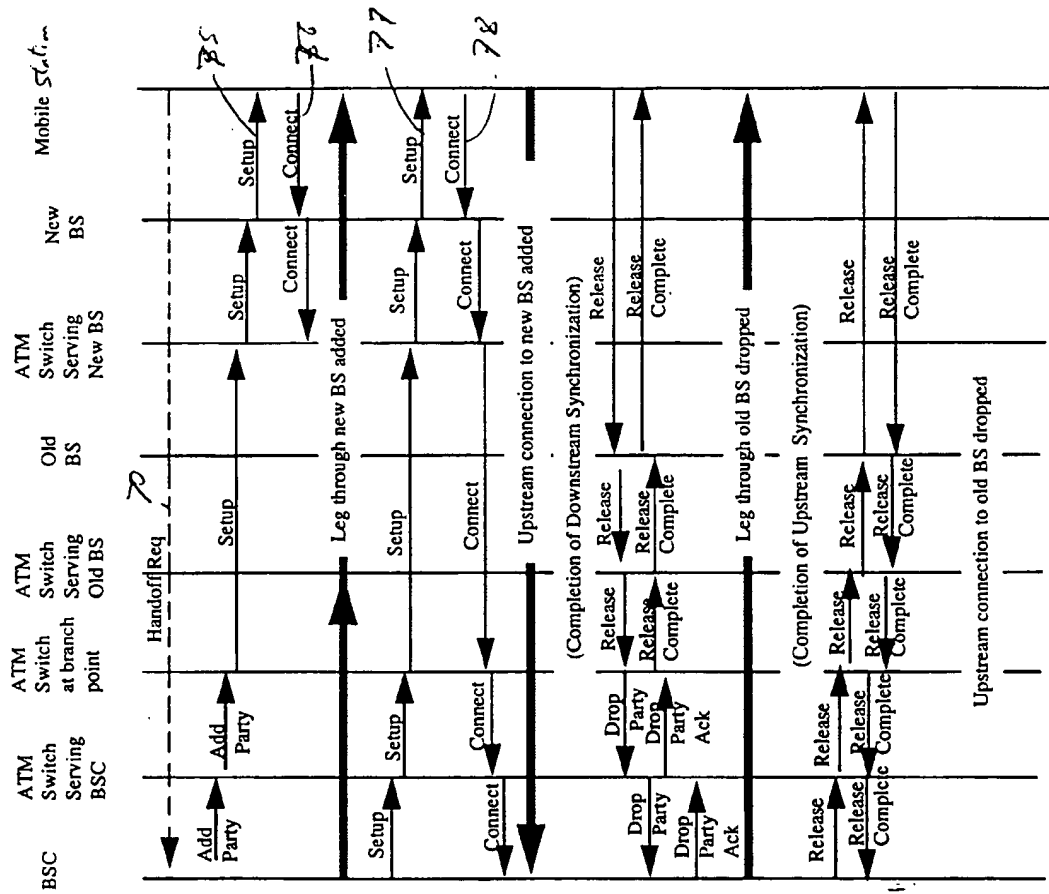 BSC
ATM
Switch
Serving
BSC
ATM
Switch
at branch
point
ATM
Switch
Serving
Old BS
Old
BS
ATM
Switch
Serving
New BS
New
BS
Mobile Station
70
Handoff Req
Add
Party
Add
Party
Setup
Setup
Setup
75
Connect
Connect
76
Leg through new BS added
Setup
Setup
Setup
Setup
Setup
77
Connect
Connect
Connect
Connect
Connect
78
Upstream connection to new BS added
(Completion of Downstream Synchronization)
Release
Release
Complete
Release
Release
Complete
Release
Release
Complete
Drop
Party
Drop
Party
Ack
Drop
Party
Drop
Party
Ack
Leg through old BS dropped
(Completion of Upstream Synchronization)
Release
Release
Complete
Release
Release
Complete
Release
Release
Complete
Release
Release
Complete
Release
Release
Complete
Upstream connection to old BS dropped